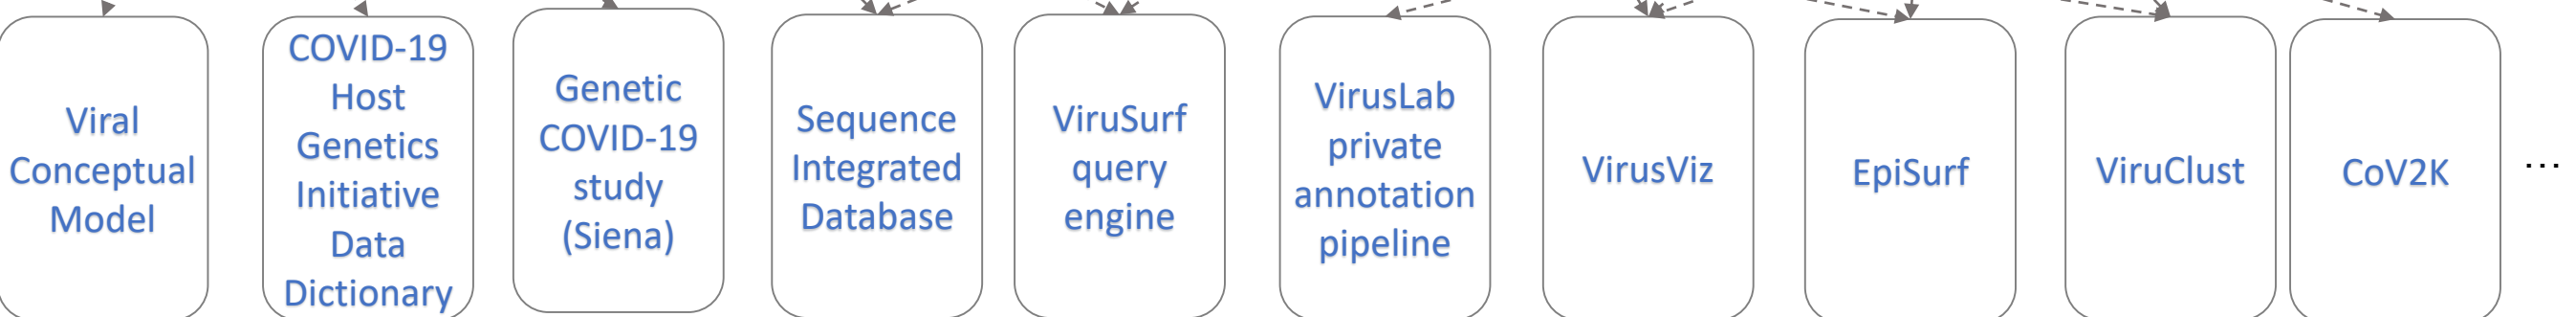 Viral
Conceptual
Model
COVID-19
Host
Genetics
Initiative
Data
Dictionary
Genetic
COVID-19
study
(Siena)
Sequence
Integrated
Database
ViruSurf
query
engine
VirusLab
private
annotation
pipeline
VirusViz
EpiSurf
ViruClust
CoV2K
...